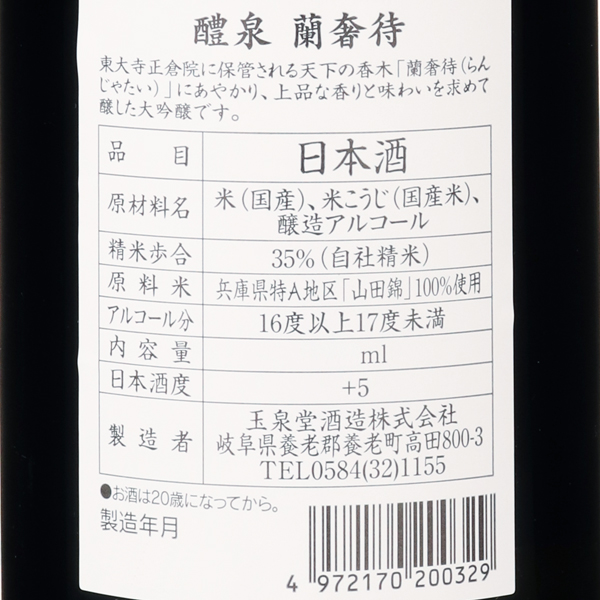 醴泉 蘭奢待
東大寺正倉院に保管される天下の香木「蘭奢待(らん
じゃたい)」にあやかり、上品な香りと味わいを求めて
醸した大吟醸です。
品目 日本酒
原材料名 米(国産)、米こうじ(国産米)、
醸造アルコール
精米歩合 35%(自社精米)
原料米 兵庫県特A地区「山田錦」100%使用
アルコール分 16度以上17度未満
内容量 ml
日本酒度 +5
製造者 玉泉堂酒造株式会社
岐阜県養老郡養老町高田800-3
TEL0584(32)1155
●お酒は20歳になってから。
製造年月
4 972170 200329